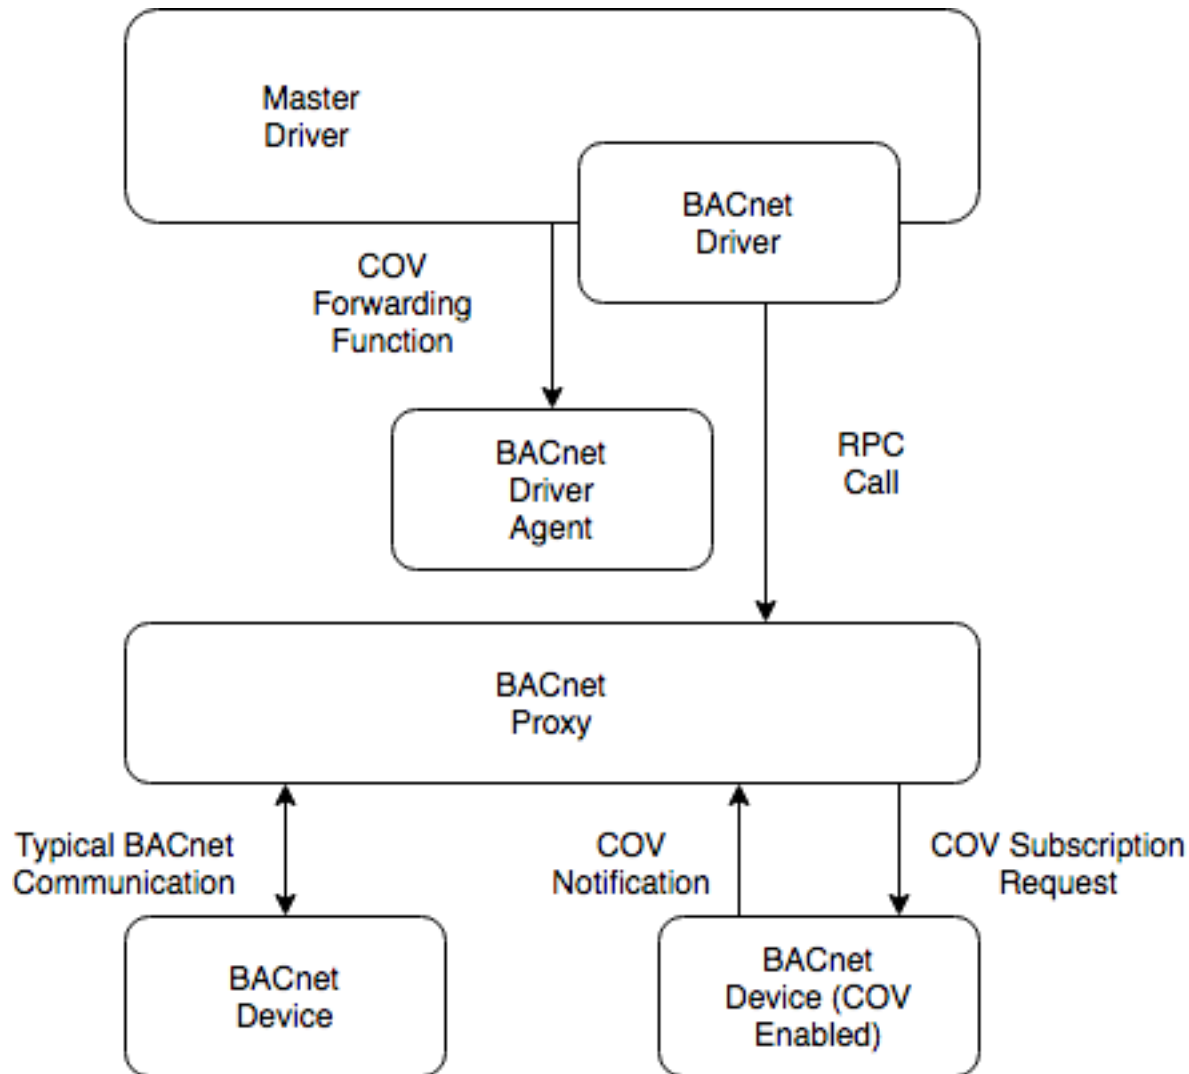 Master
Driver
BACnet
Driver
COV
Forwarding
Function
BACnet
Driver
Agent
RPC
Call
BACnet
Proxy
Typical BACnet
Communication
COV
Notification
COV Subscription
Request
BACnet
Device
BACnet
Device (COV
Enabled)